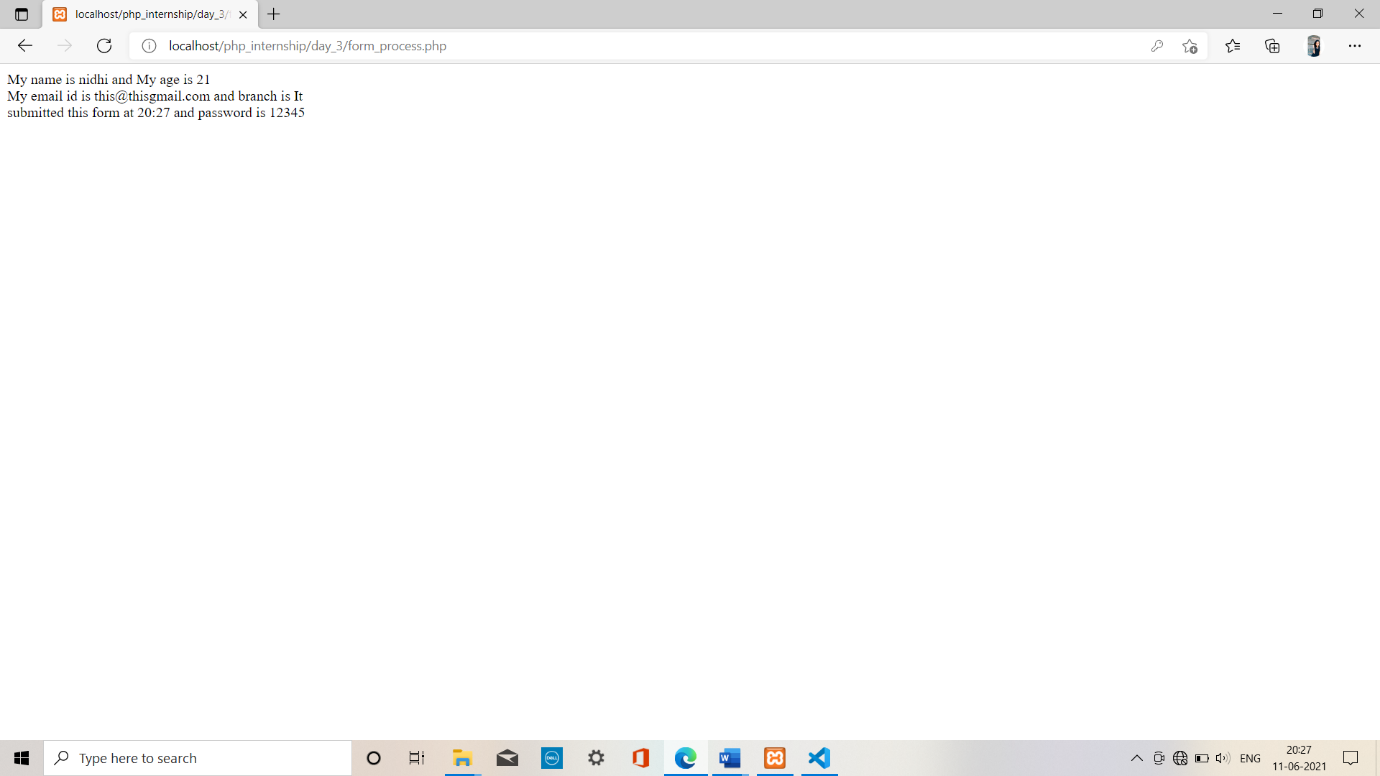 localhost/php_internship/day_3/
localhost/php_internship/day_3/form_process.php
My name is nidhi and My age is 21
My email id is this@thisgmail.com and branch is It
submitted this form at 20:27 and password is 12345
Type here to search
DELL
W
ENG
20:27
11-06-2021